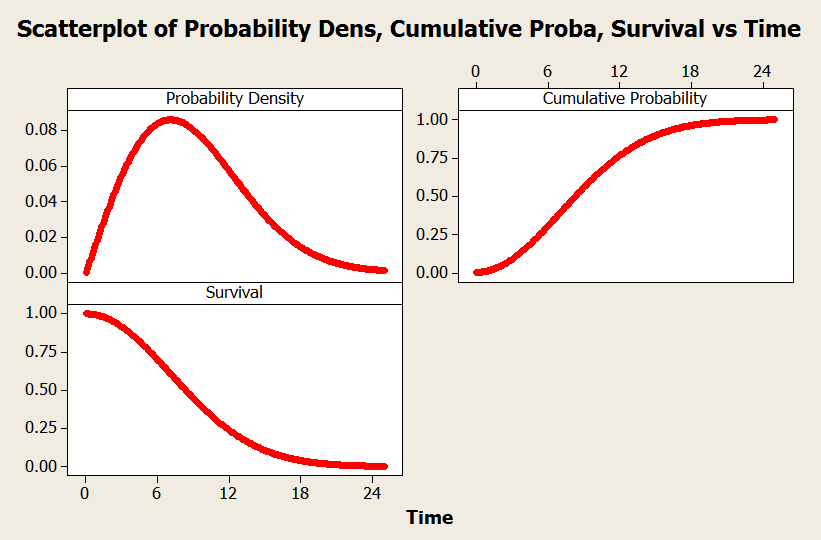 Scatterplot of Probability Dens, Cumulative Proba, Survival vs Time
0 6 12 18 24
Probability Density
0.08
0.06
0.04
0.02
0.00
Cumulative Probability
1.00
0.75
0.50
0.25
0.00
Survival
1.00
0.75
0.50
0.25
0.00
0 6 12 18 24
Time